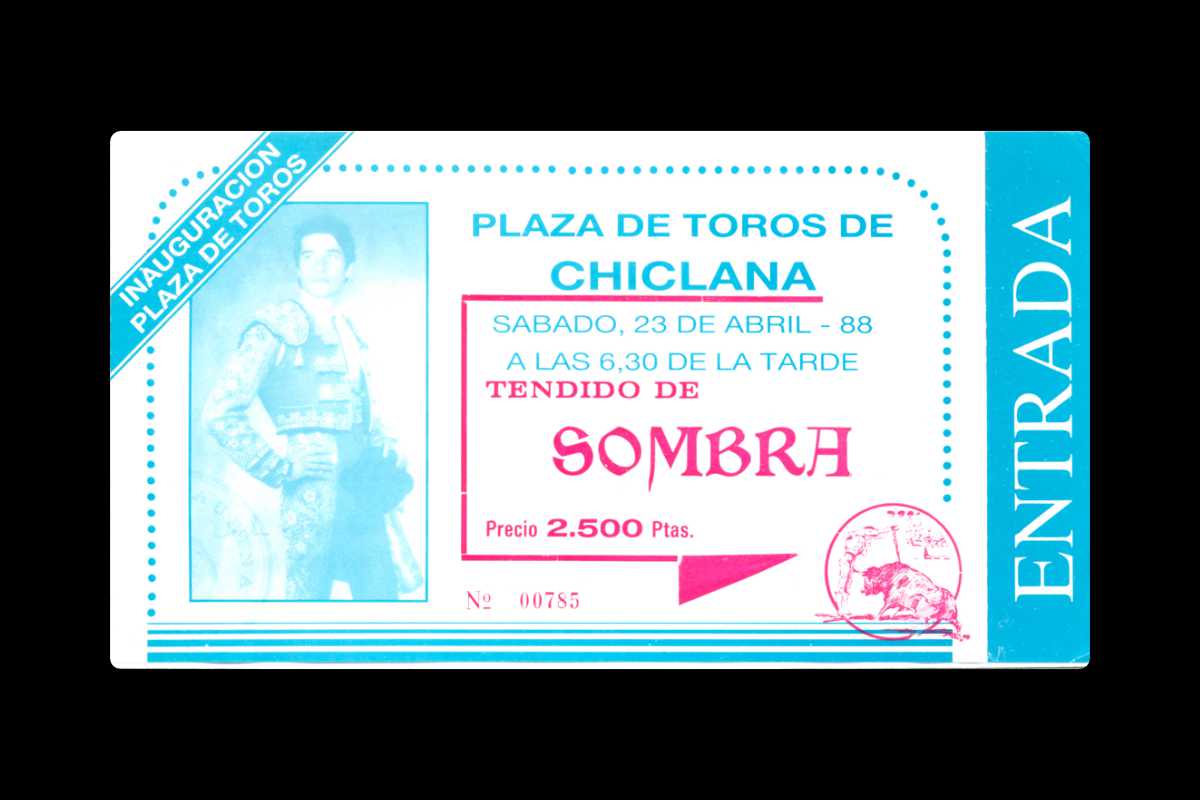 INAUGURACION
PLAZA DE TOROS
PLAZA DE TOROS DE
CHICLANA
SABADO, 23 DE ABRIL - 88
A LAS 6,30 DE LA TARDE
TENDIDO DE
SOMBRA
Precio 2.500 Ptas.
Nº 00785
ENTRADA